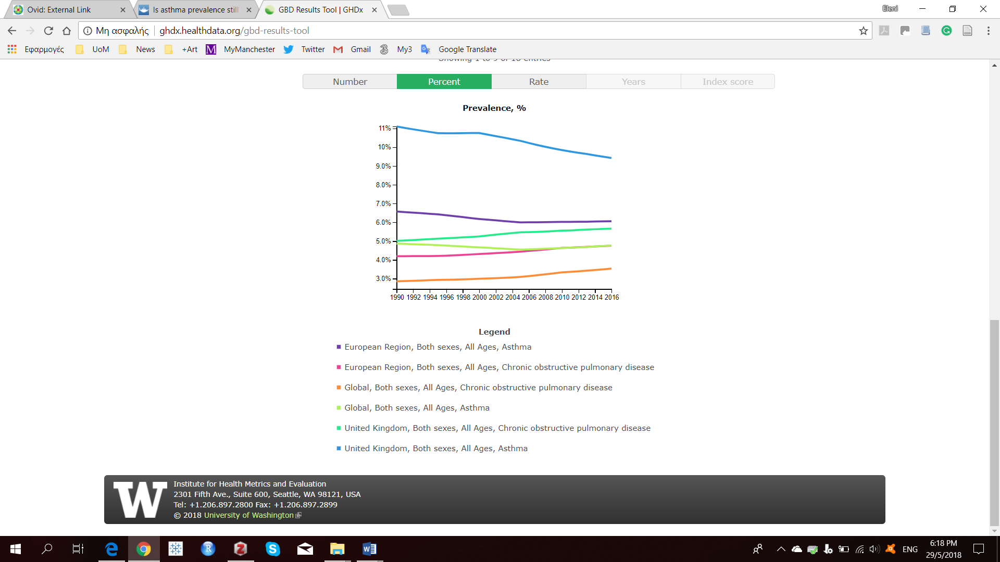 Ovid: External Link
Is asthma prevalence still
GBD Results Tool | GHDx
Eleni
Μη ασφαλής
ghdx.healthdata.org/gbd-results-tool
Εφαρμογές
UoM
News
+Art
MyManchester
Twitter
Gmail
My3
Google Translate
Showing 1 to 9 of 18 entries
Number
Percent
Rate
Years
Index score
Prevalence, %
11%
10%
9.0%
8.0%
7.0%
6.0%
5.0%
4.0%
3.0%
1990 1992 1994 1996 1998 2000 2002 2004 2006 2008 2010 2012 2014 2016
Legend
European Region, Both sexes, All Ages, Asthma
European Region, Both sexes, All Ages, Chronic obstructive pulmonary disease
Global, Both sexes, All Ages, Chronic obstructive pulmonary disease
Global, Both sexes, All Ages, Asthma
United Kingdom, Both sexes, All Ages, Chronic obstructive pulmonary disease
United Kingdom, Both sexes, All Ages, Asthma
W
Institute for Health Metrics and Evaluation
2301 Fifth Ave., Suite 600, Seattle, WA 98121, USA
Tel: +1.206.897.2800 Fax: +1.206.897.2899
© 2018 University of Washington
ENG
6:18 PM
29/5/2018